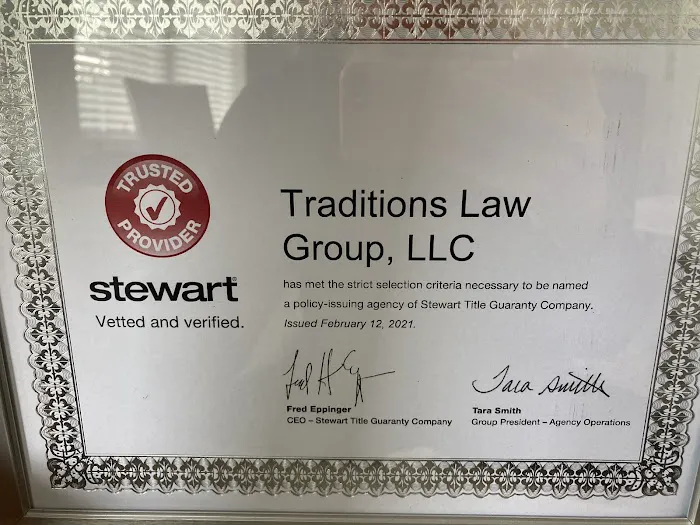 TRUSTED
PROVIDER
stewart®
Vetted and verified.
Traditions Law
Group, LLC
has met the strict selection criteria necessary to be named
a policy-issuing agency of Stewart Title Guaranty Company.
Issued February 12, 2021.
Fred Eppinger
CEO – Stewart Title Guaranty Company
Tara Smith
Tara Smith
Group President – Agency Operations